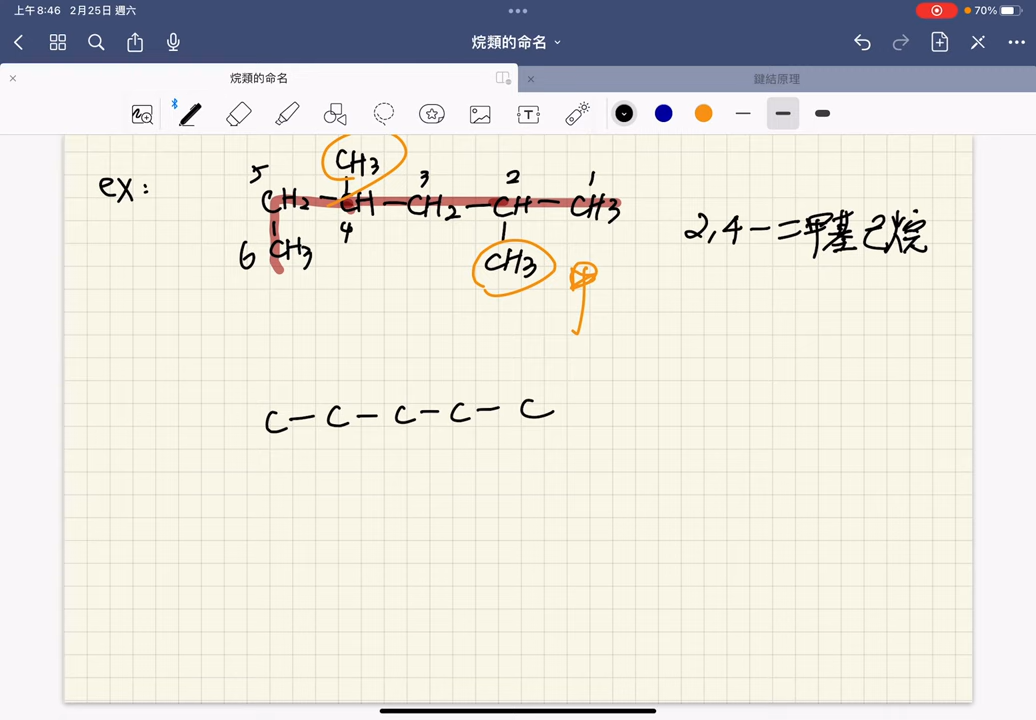 上午8:46 2月25日 週六
70%
烷類的命名
烷類的命名
鍵結原理
T
CH3
ex:
5 3 2 1
CH2-CH-CH2-CH-CH3
4
2,4-二甲基己烷
6 CH3
CH3
C-C-C-C-C